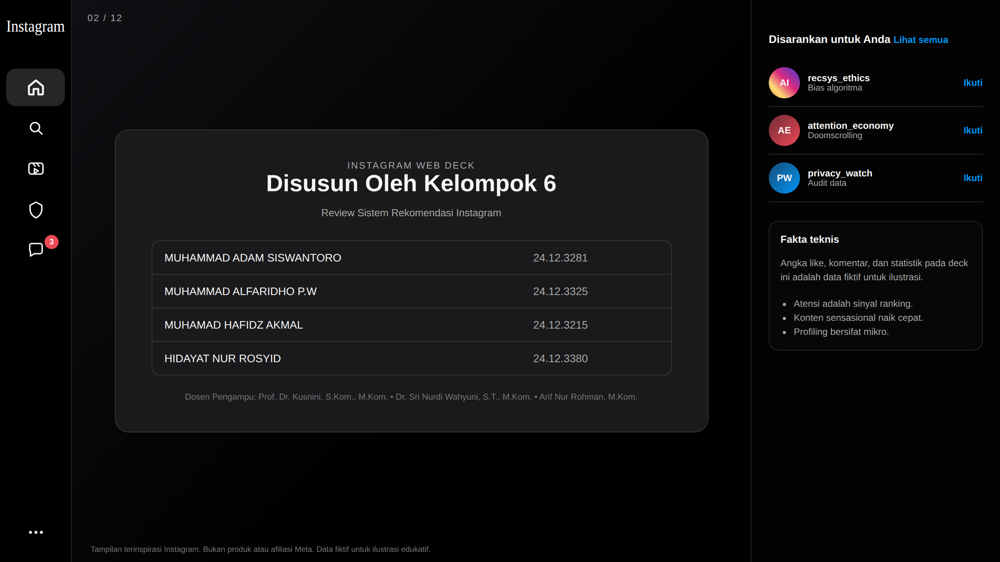 Instagram
3
02 / 12
INSTAGRAM WEB DECK
Disusun Oleh Kelompok 6
Review Sistem Rekomendasi Instagram
MUHAMMAD ADAM SISWANTORO 24.12.3281
MUHAMMAD ALFARIDHO P.W 24.12.3325
MUHAMAD HAFIDZ AKMAL 24.12.3215
HIDAYAT NUR ROSYID 24.12.3380
Dosen Pengampu: Prof. Dr. Kusnini, S.Kom., M.Kom. • Dr. Sri Nurdi Wahyuni, S.T., M.Kom. • Arif Nur Rohman, M.Kom.
Tampilan terinspirasi Instagram. Bukan produk atau afiliasi Meta. Data fiktif untuk ilustrasi edukatif.
Disarankan untuk Anda Lihat semua
AI recsys_ethics Ikuti
Bias algoritma
AE attention_economy Ikuti
Doomscrolling
PW privacy_watch Ikuti
Audit data
Fakta teknis
Angka like, komentar, dan statistik pada deck
ini adalah data fiktif untuk ilustrasi.
• Atensi adalah sinyal ranking.
• Konten sensasional naik cepat.
• Profiling bersifat mikro.